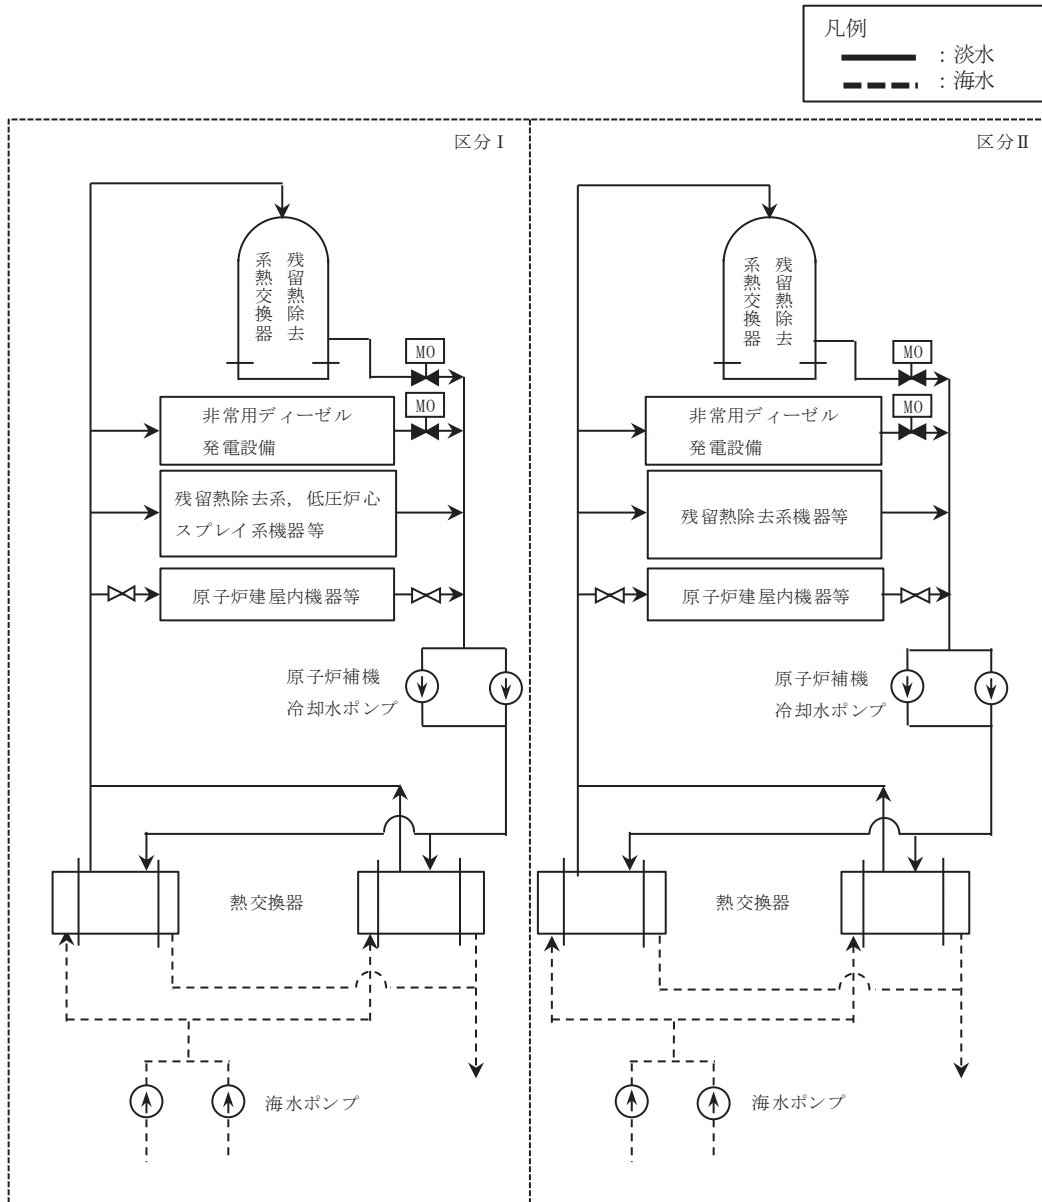 凡例
：淡水
：海水
区分Ⅰ
残留熱除去
系熱交換器
MO
MO
非常用ディーゼル
発電設備
残留熱除去系，低圧炉心
スプレイ系機器等
原子炉建屋内機器等
原子炉補機
冷却水ポンプ
熱交換器
海水ポンプ
区分Ⅱ
残留熱除去
系熱交換器
MO
MO
非常用ディーゼル
発電設備
残留熱除去系機器等
原子炉建屋内機器等
原子炉補機
冷却水ポンプ
熱交換器
海水ポンプ